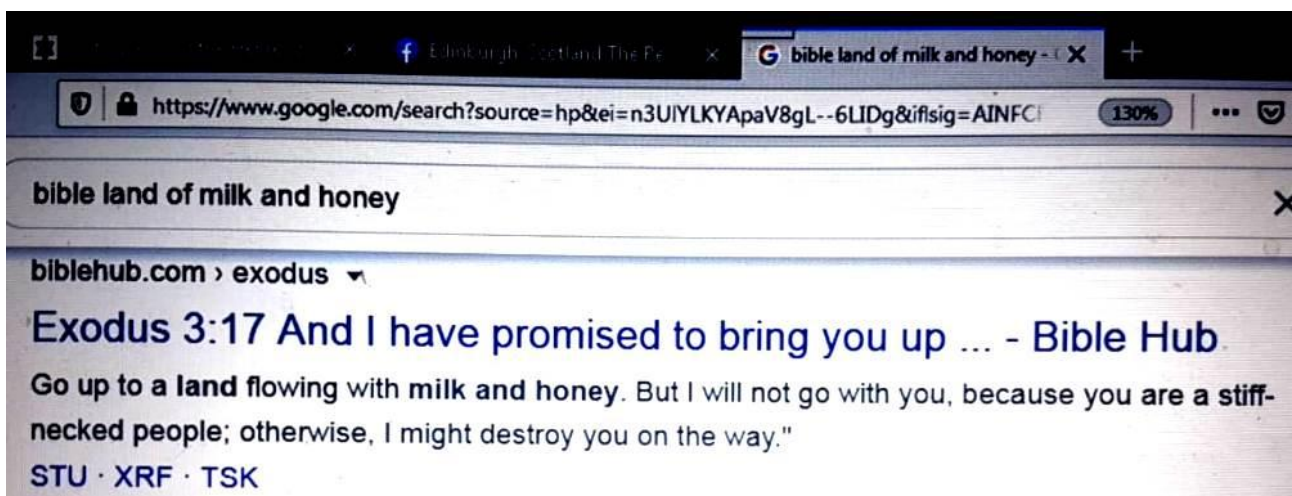 Edinburgh Scotland The Pe
G bible land of milk and honey -
https://www.google.com/search?source=hp&ei=n3UlYLKYApaV8gL--6LIDg&iflsig=AINFC
130%
bible land of milk and honey
biblehub.com › exodus
Exodus 3:17 And I have promised to bring you up ... - Bible Hub
Go up to a land flowing with milk and honey. But I will not go with you, because you are a stiff-
necked people; otherwise, I might destroy you on the way."
STU · XRF · TSK